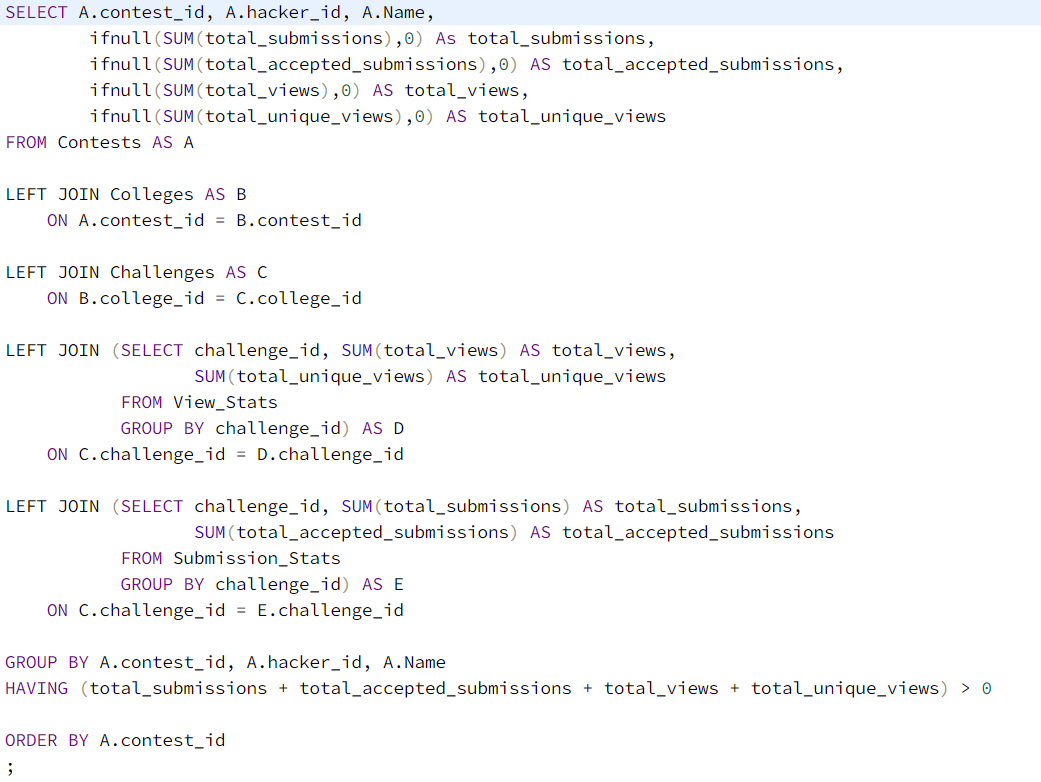 SELECT A.contest_id, A.hacker_id, A.Name,
        ifnull(SUM(total_submissions),0) As total_submissions,
        ifnull(SUM(total_accepted_submissions),0) AS total_accepted_submissions,
        ifnull(SUM(total_views),0) AS total_views,
        ifnull(SUM(total_unique_views),0) AS total_unique_views
FROM Contests AS A

LEFT JOIN Colleges AS B
    ON A.contest_id = B.contest_id

LEFT JOIN Challenges AS C
    ON B.college_id = C.college_id

LEFT JOIN (SELECT challenge_id, SUM(total_views) AS total_views,
                  SUM(total_unique_views) AS total_unique_views
           FROM View_Stats
           GROUP BY challenge_id) AS D
    ON C.challenge_id = D.challenge_id

LEFT JOIN (SELECT challenge_id, SUM(total_submissions) AS total_submissions,
                  SUM(total_accepted_submissions) AS total_accepted_submissions
           FROM Submission_Stats
           GROUP BY challenge_id) AS E
    ON C.challenge_id = E.challenge_id

GROUP BY A.contest_id, A.hacker_id, A.Name
HAVING (total_submissions + total_accepted_submissions + total_views + total_unique_views) > 0

ORDER BY A.contest_id
;